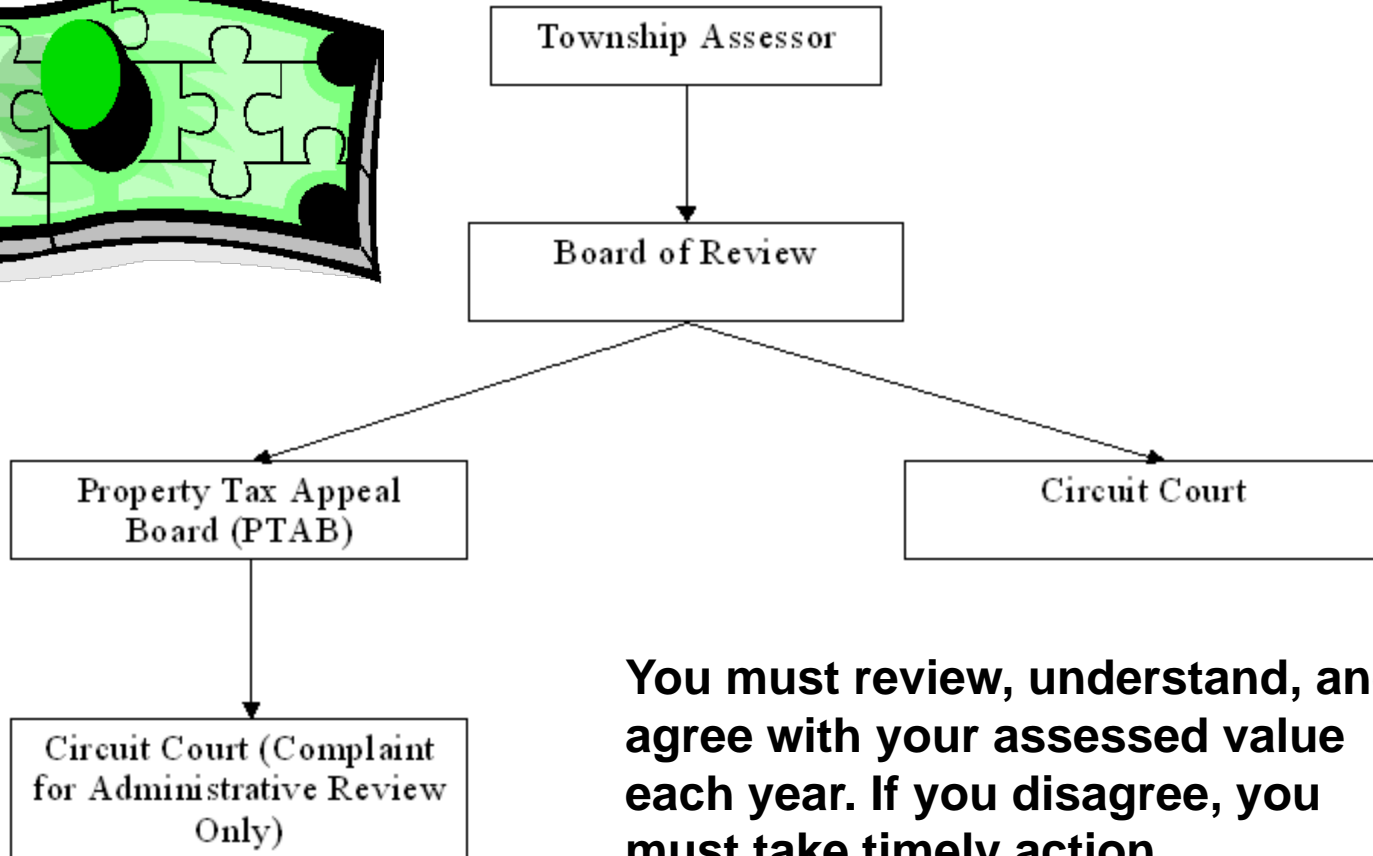 Township Assessor
Board of Review
Property Tax Appeal
Board (PTAB)
Circuit Court
Circuit Court (Complaint
for Administrative Review
Only)
You must review, understand, an
agree with your assessed value
each year. If you disagree, you
must take timely action